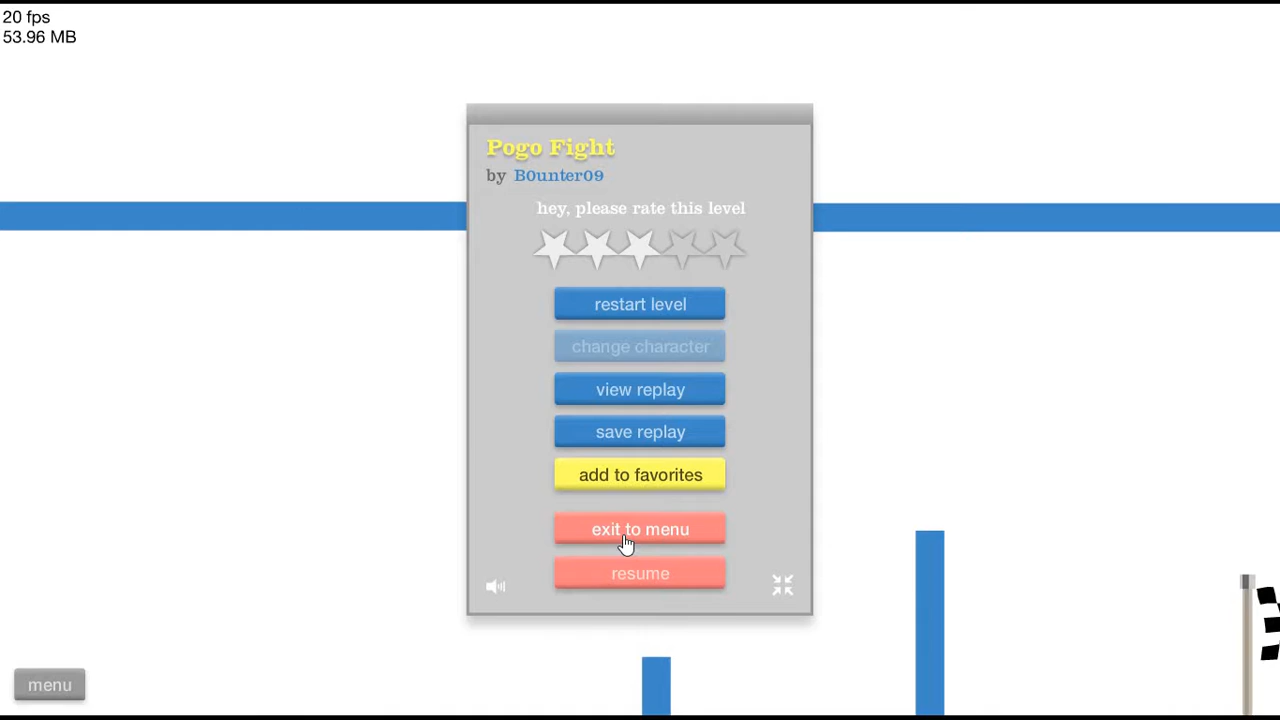 20 fps
53.96 MB
Pogo Fight
by B0unter09
hey, please rate this level
restart level
change character
view replay
save replay
add to favorites
exit to menu
resume
menu